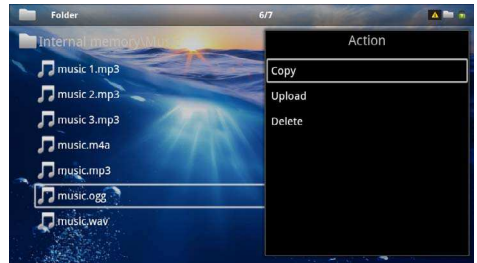 Folder 6/7
Internal memory\Mu
music 1.mp3
music 2.mp3
music 3.mp3
music.m4a
music.mp3
music.ogg
music.wav
Action
Copy
Upload
Delete